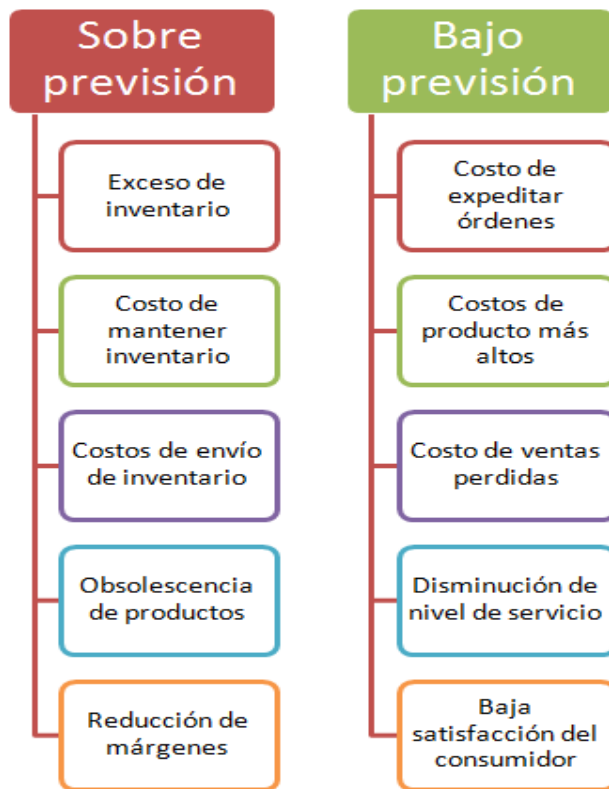 Sobre
previsión
Exceso de
inventario
Costo de
mantener
inventario
Costos de envío
de inventario
Obsolescencia
de productos
Reducción de
márgenes
Bajo
previsión
Costo de
expeditar
órdenes
Costos de
producto más
altos
Costo de ventas
perdidas
Disminución de
nivel de servicio
Baja
satisfacción del
consumidor